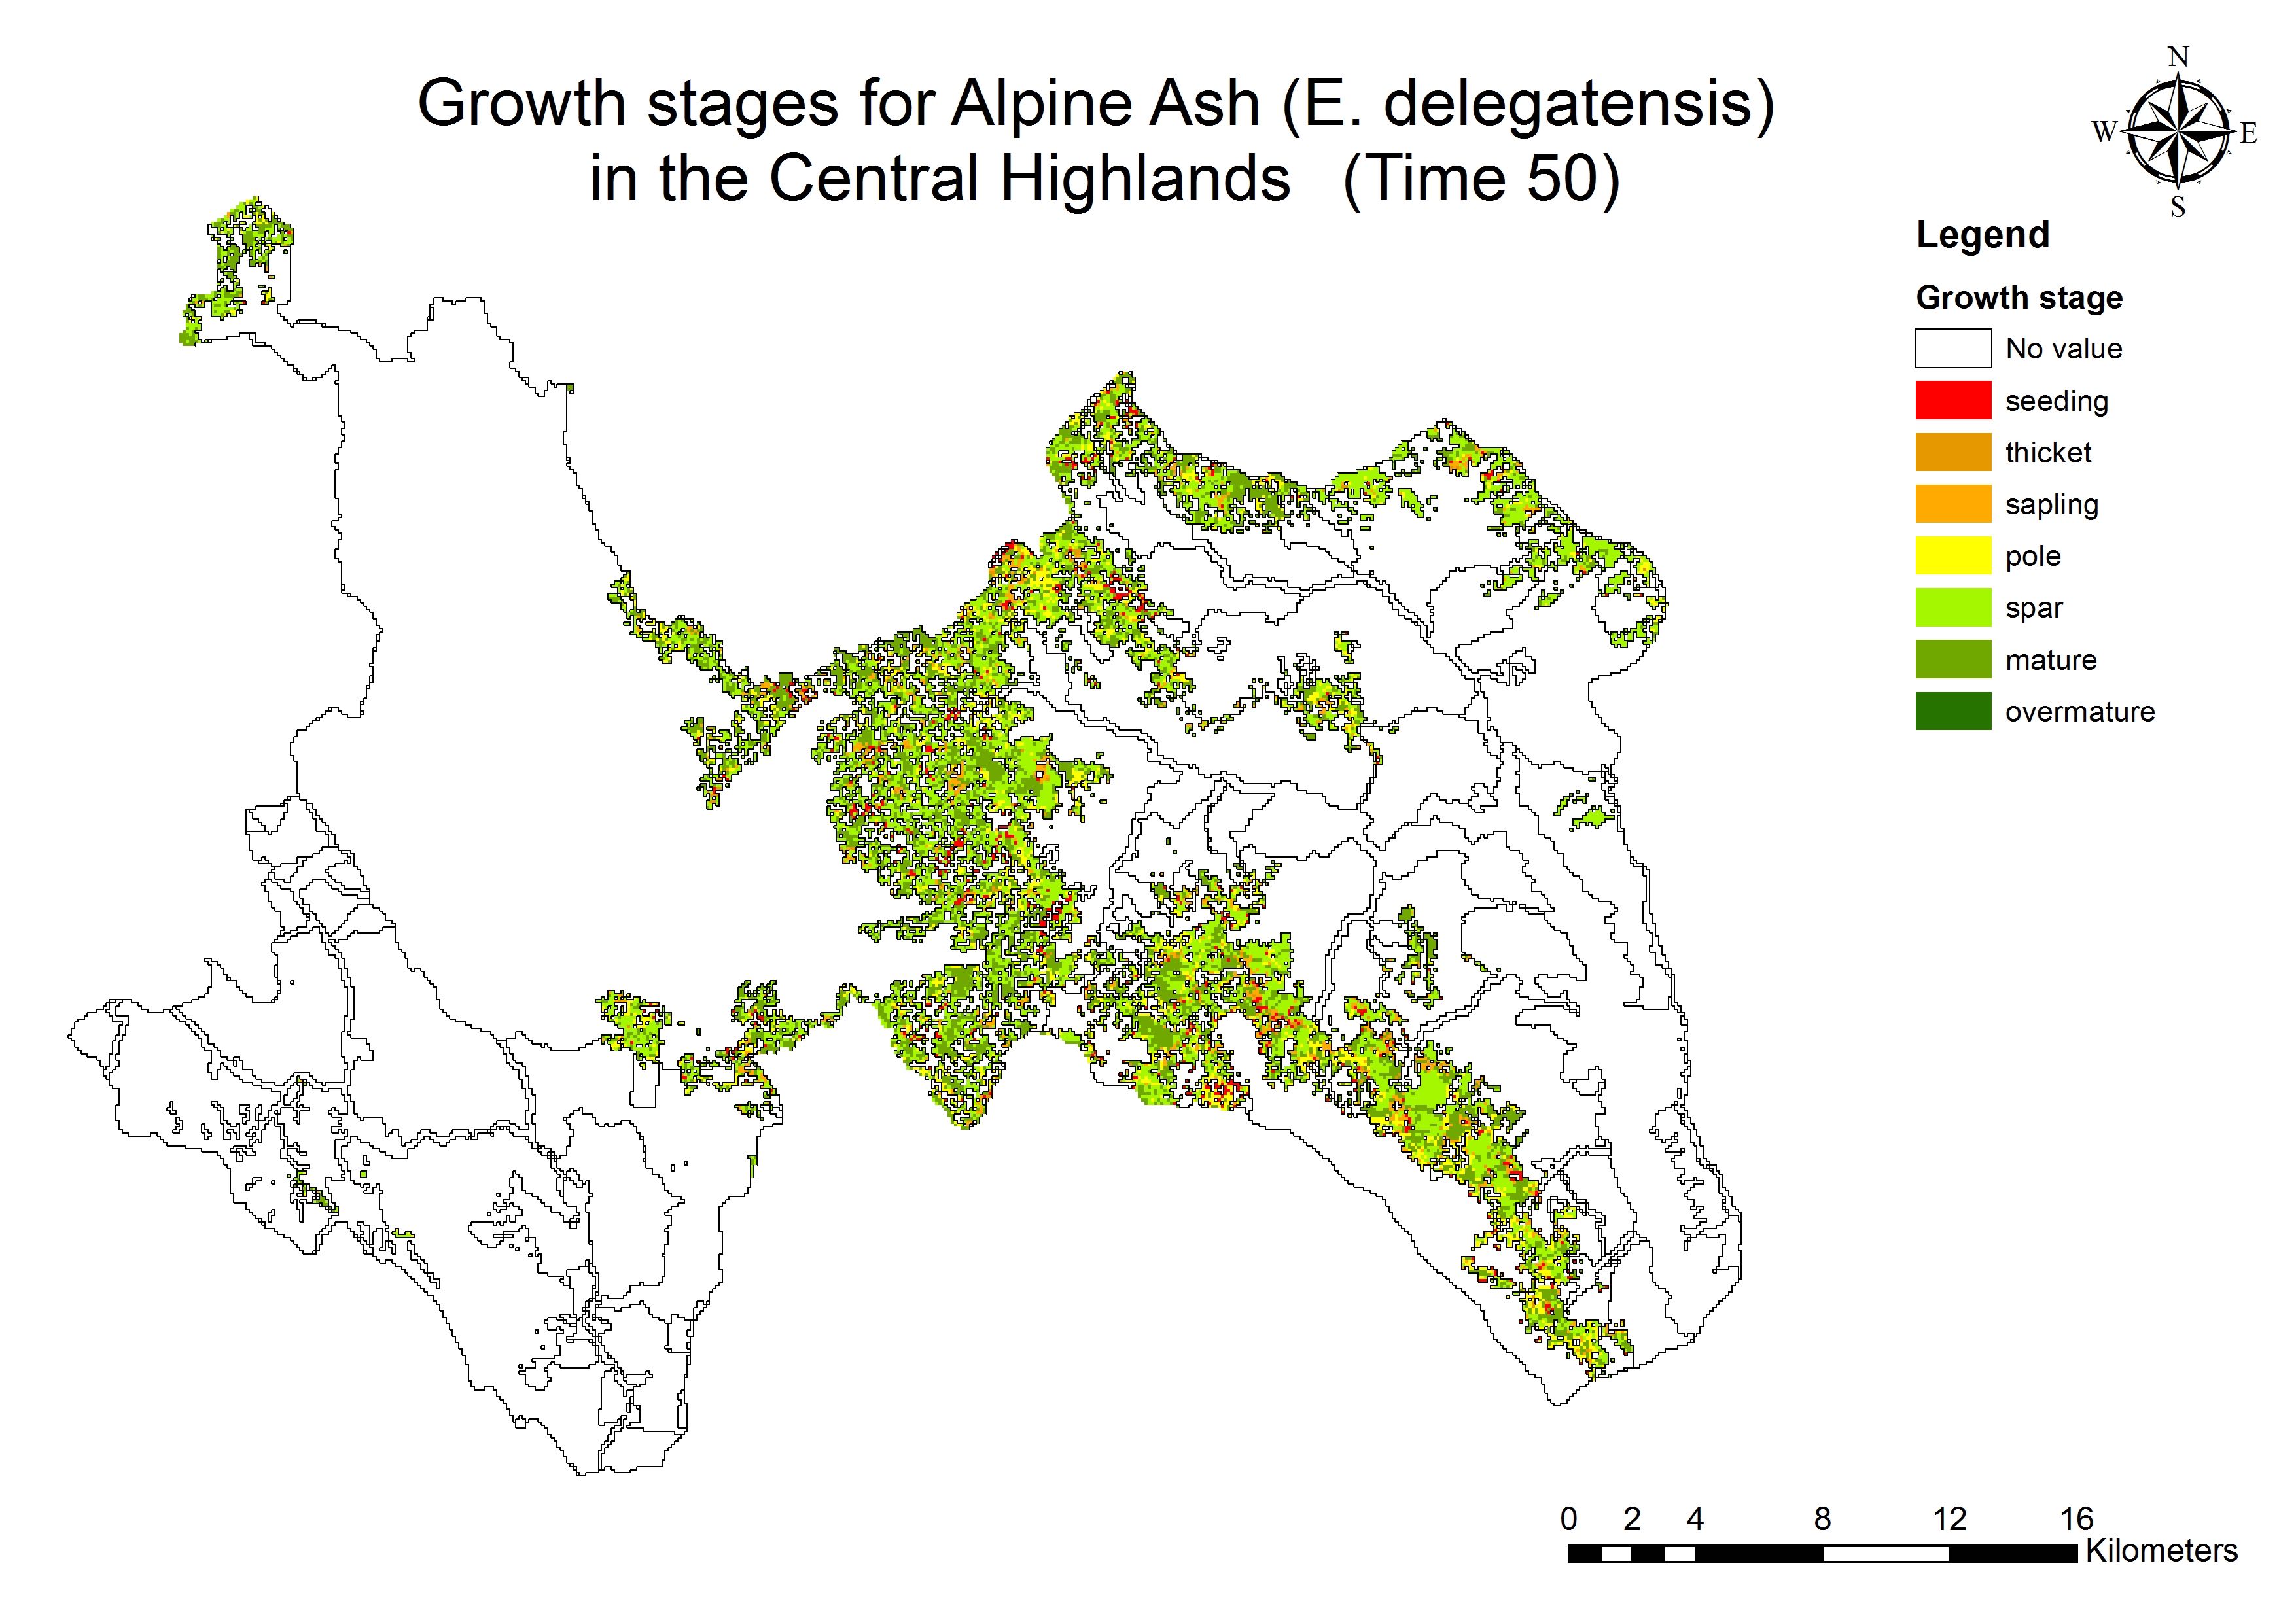 Growth stages for Alpine Ash (E. delegatensis)
in the Central Highlands (Time 50)
N
W E
S
Legend
Growth stage
No value
seeding
thicket
sapling
pole
spar
mature
overmature
0 2 4 8 12 16
Kilometers